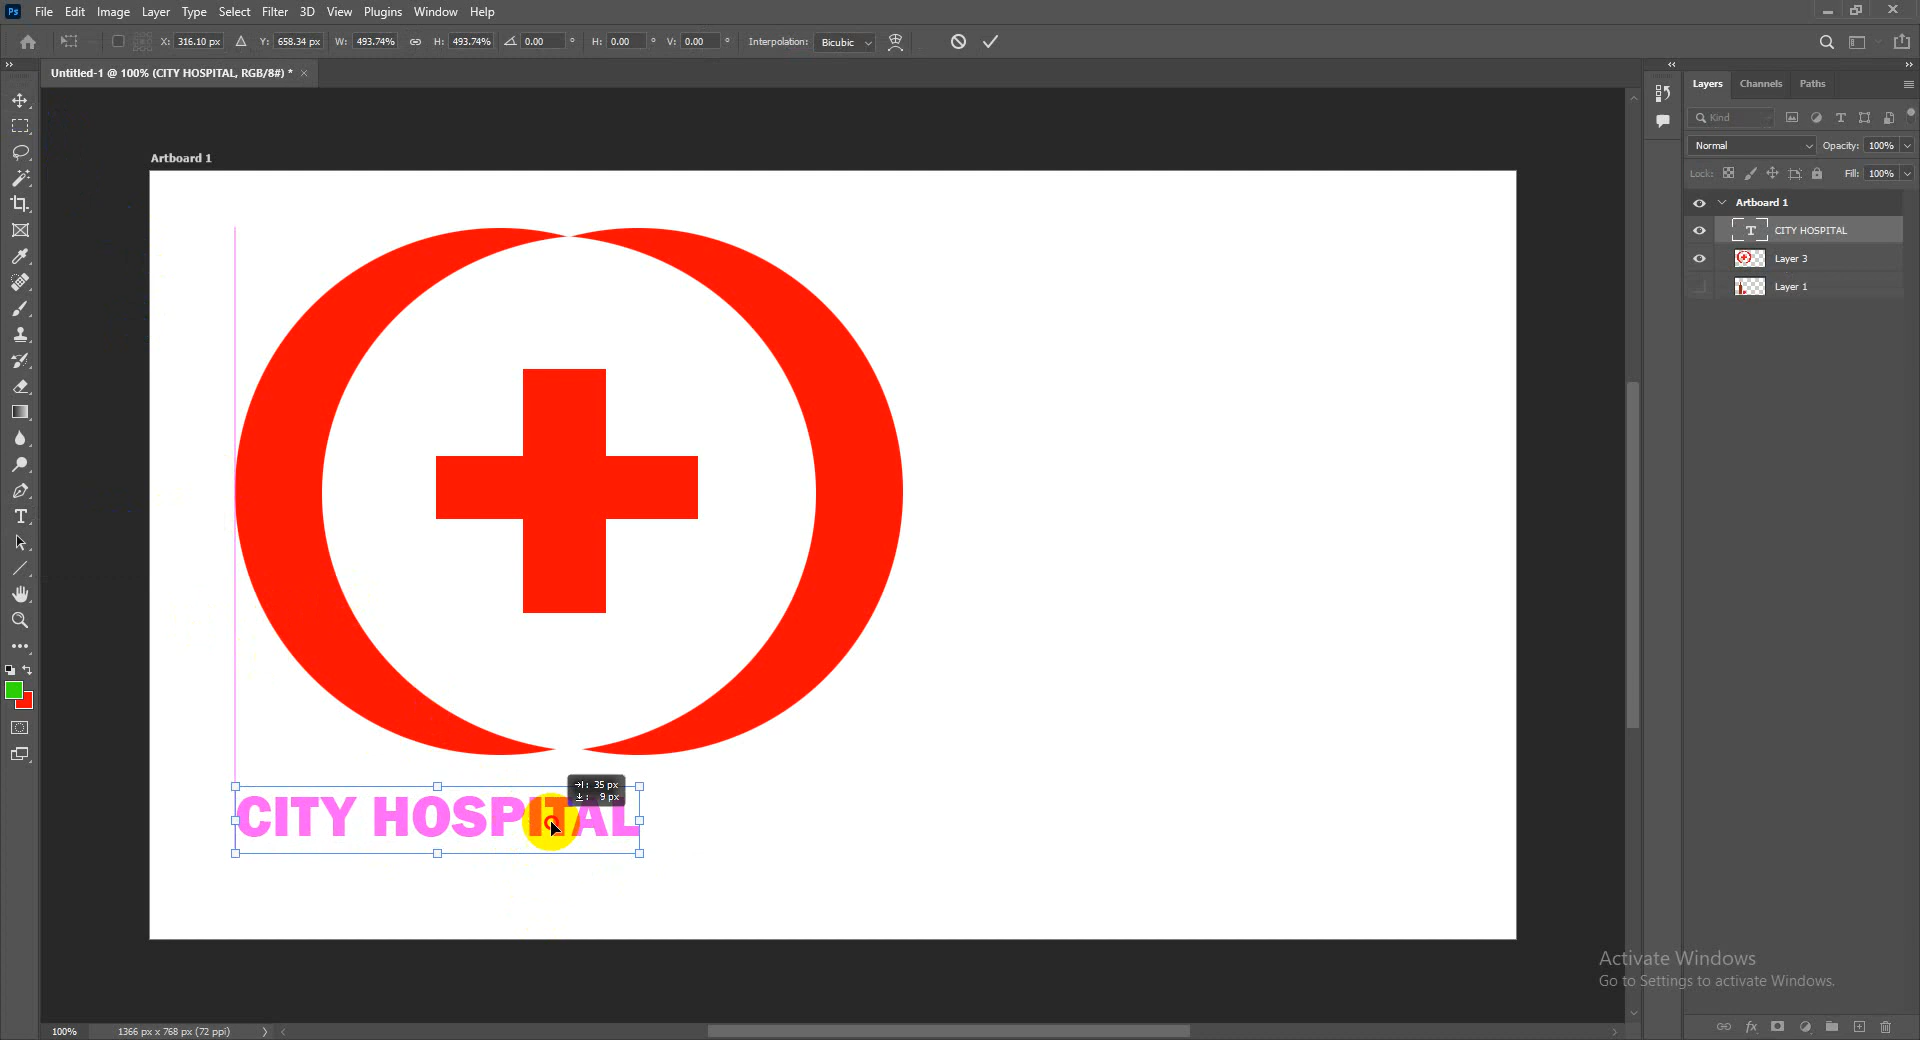 Ps File Edit Image Layer Type Select Filter 3D View Plugins Window Help
X: 316.10 px Y: 658.34 px W: 493.74% H: 493.74% 0.00 ° H: 0.00 ° V: 0.00 ° Interpolation: Bicubic
Untitled-1 @ 100% (CITY HOSPITAL, RGB/8#) * ×
Layers Channels Paths
Kind
Normal Opacity: 100%
Lock: Fill: 100%
Artboard 1
CITY HOSPITAL
Layer 3
Layer 1
Artboard 1
35 px
9 px
CITY HOSPITAL
Activate Windows
Go to Settings to activate Windows.
100% 1366 px x 768 px (72 ppi)